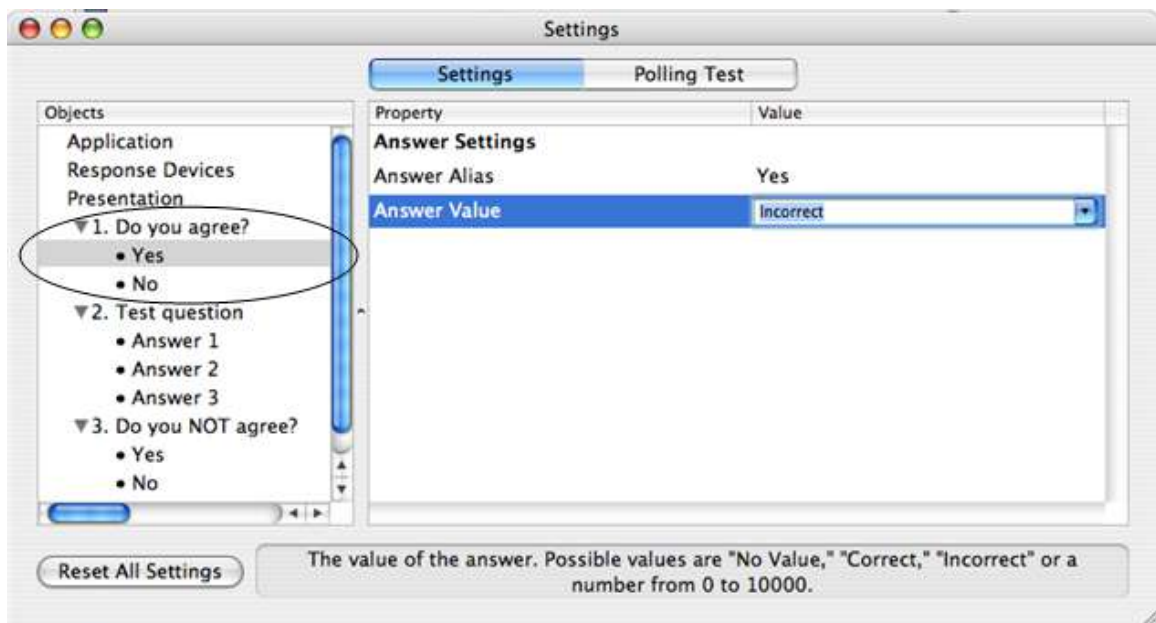 Settings
Settings Polling Test
Objects
Property Value
Application
Answer Settings
Response Devices
Answer Alias Yes
Presentation
Answer Value Incorrect
▼1. Do you agree?
• Yes
• No
▼2. Test question
• Answer 1
• Answer 2
• Answer 3
▼3. Do you NOT agree?
• Yes
• No
Reset All Settings
The value of the answer. Possible values are "No Value," "Correct," "Incorrect" or a
number from 0 to 10000.